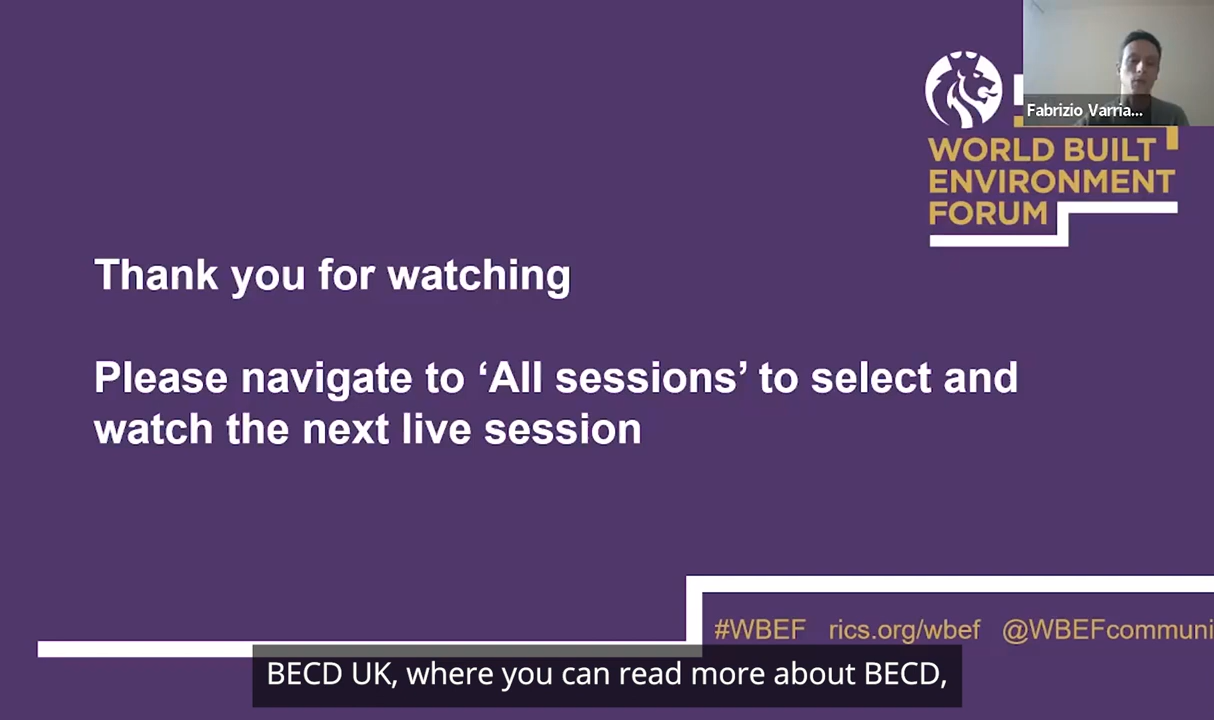 Fabrizio Varria...
WORLD BUILT
ENVIRONMENT
FORUM
Thank you for watching
Please navigate to ‘All sessions’ to select and
watch the next live session
#WBEF rics.org/wbef @WBEFcommuni
BECD UK, where you can read more about BECD,